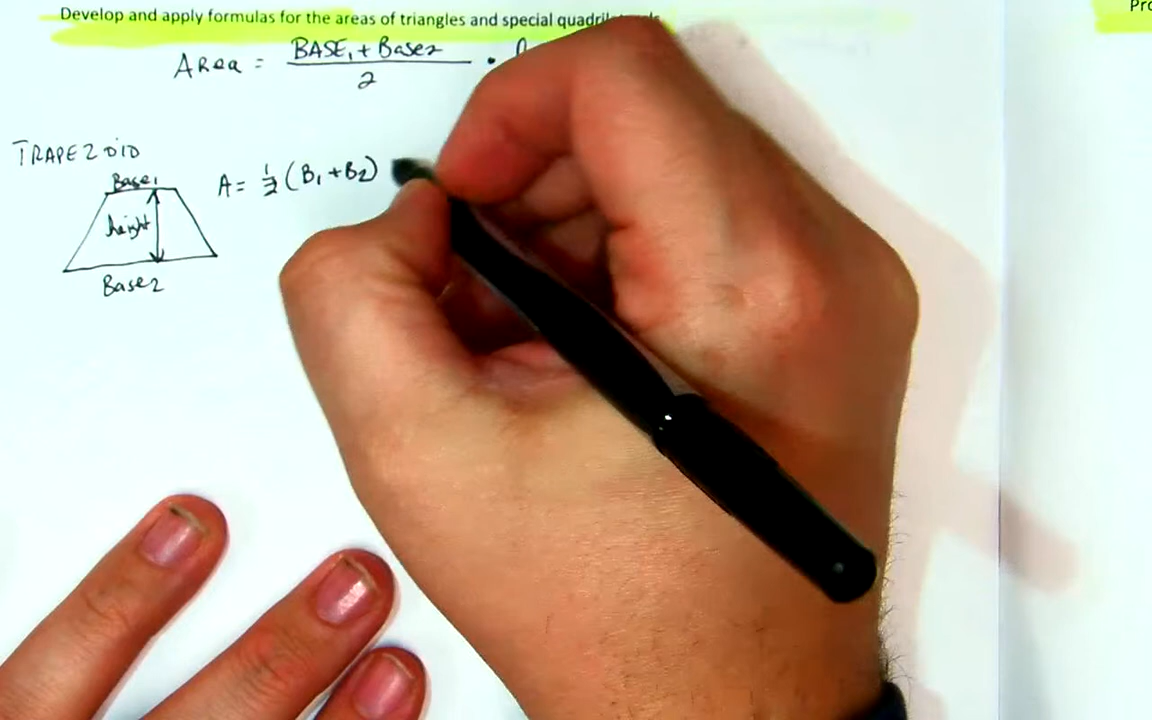 Develop and apply formulas for the areas of triangles and special
Pro
Area = BASE1 + Base2 / 2 ·
TRAPEZOID
Base1
A = 1/2 (B1 + B2)
height
Base2